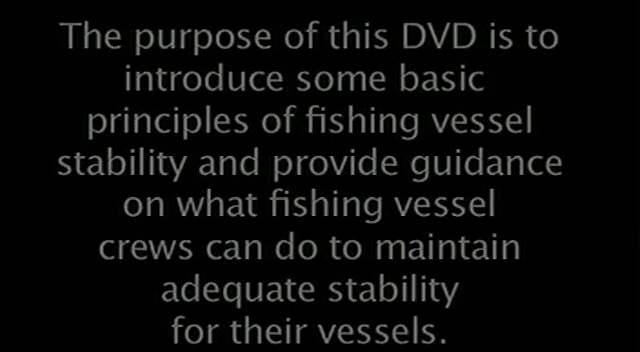 The purpose of this DVD is to
introduce some basic
principles of fishing vessel
stability and provide guidance
on what fishing vessel
crews can do to maintain
adequate stability
for their vessels.